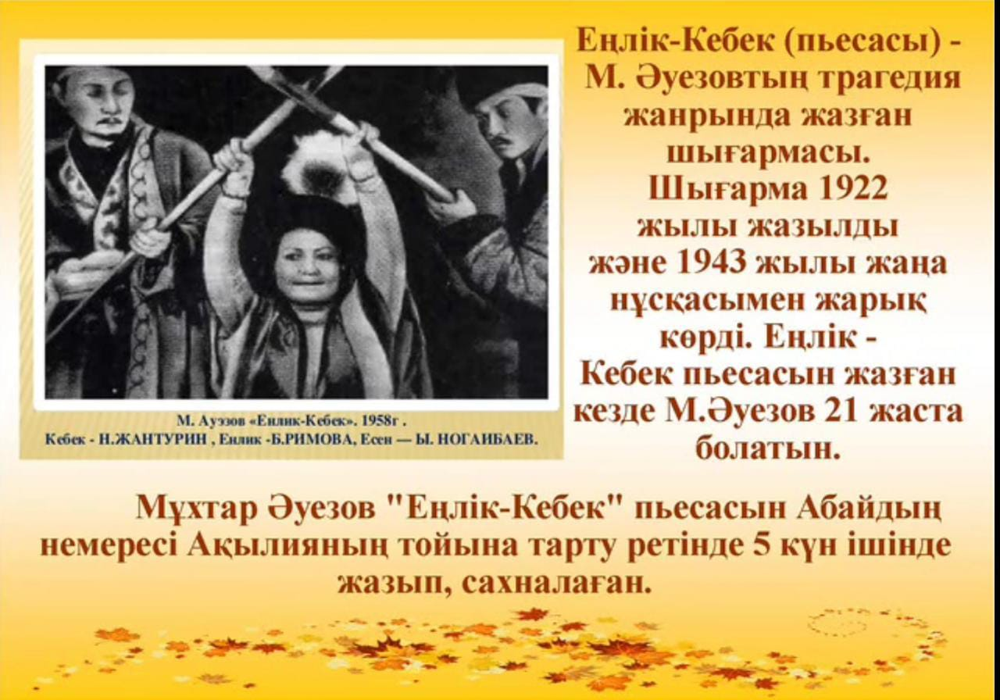 Еңлік-Кебек (пьесасы) -
М. Әуезовтың трагедия
жанрында жазған
шығармасы.
Шығарма 1922
жылы жазылды
және 1943 жылы жаңа
нұсқасымен жарық
көрді. Еңлік -
Кебек пьесасын жазған
кезде М.Әуезов 21 жаста
болатын.
М. Ауэзов «Енлик-Кебек». 1958г .
Кебек - Н.ЖАНТУРИН , Енлик -Б.РИМОВА, Есен — Ы. НОГАИБАЕВ.
Мұхтар Әуезов "Еңлік-Кебек" пьесасын Абайдың
немересі Ақылияның тойына тарту ретінде 5 күн ішінде
жазып, сахналаған.